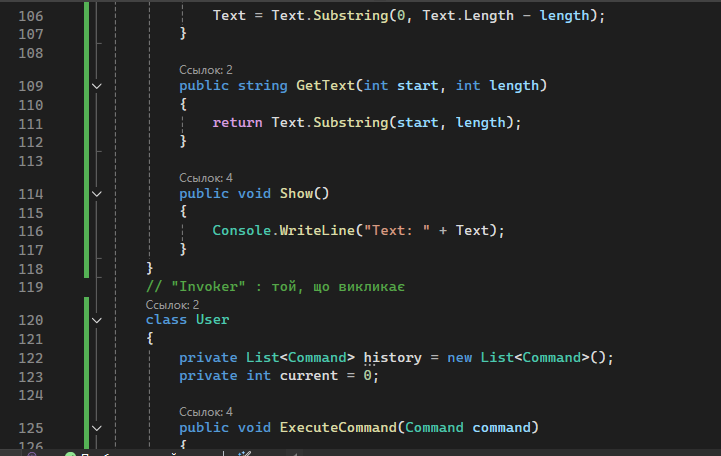 106 Text = Text.Substring(0, Text.Length - length);
107 }
108
Ссылок: 2
109 public string GetText(int start, int length)
110 {
111 return Text.Substring(start, length);
112 }
113
Ссылок: 4
114 public void Show()
115 {
116 Console.WriteLine("Text: " + Text);
117 }
118 }
119 // "Invoker" : той, що викликає
Ссылок: 2
120 class User
121 {
122 private List<Command> history = new List<Command>();
123 private int current = 0;
124
Ссылок: 4
125 public void ExecuteCommand(Command command)
126 {